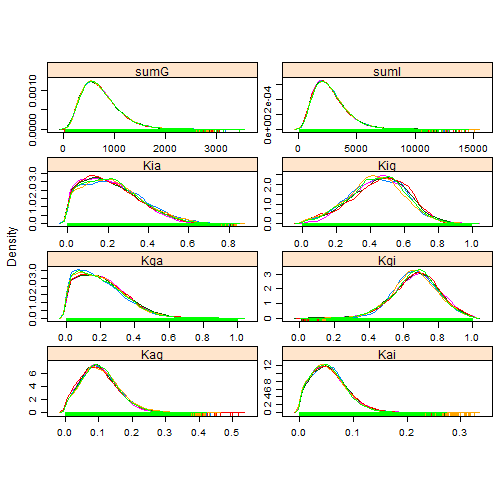 sumG sumI
0.0000 0.0010
0e+00 2e-04
0 1000 2000 3000
0 5000 10000 15000
Kia Kig
0.0 1.0 2.0 3.0
0.0 1.0 2.0
0.0 0.2 0.4 0.6 0.8
0.0 0.2 0.4 0.6 0.8 1.0
Density
Kga Kgi
0.0 1.0 2.0 3.0
0 1 2 3
0.0 0.2 0.4 0.6 0.8 1.0
0.0 0.2 0.4 0.6 0.8 1.0
Kag Kai
0 2 4 6
0 2 4 6 8 12
0.0 0.1 0.2 0.3 0.4 0.5
0.0 0.1 0.2 0.3